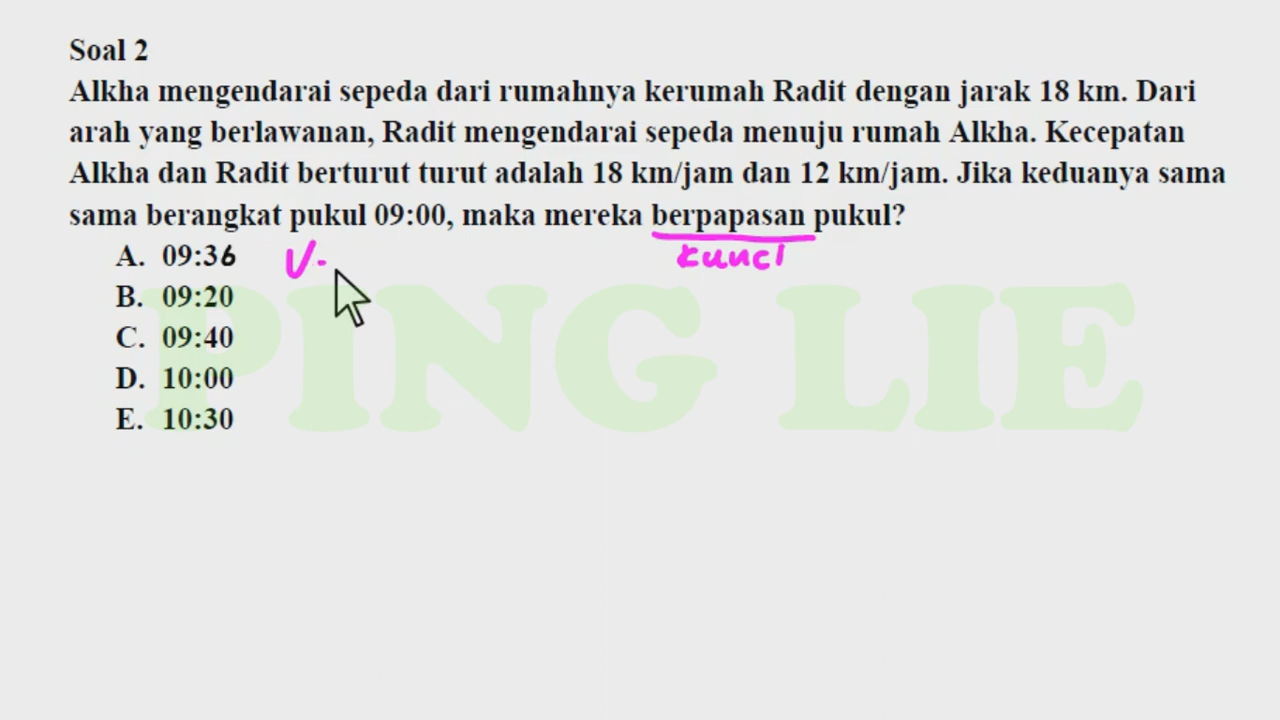 Soal 2
Alkha mengendarai sepeda dari rumahnya kerumah Radit dengan jarak 18 km. Dari
arah yang berlawanan, Radit mengendarai sepeda menuju rumah Alkha. Kecepatan
Alkha dan Radit berturut turut adalah 18 km/jam dan 12 km/jam. Jika keduanya sama
sama berangkat pukul 09:00, maka mereka berpapasan pukul?
kunci
A. 09:36
V.
B. 09:20
C. 09:40
D. 10:00
E. 10:30
PING LIE